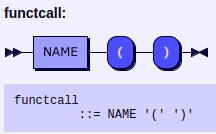 functcall:
NAME ( )
functcall
         ::= NAME '(' ')'